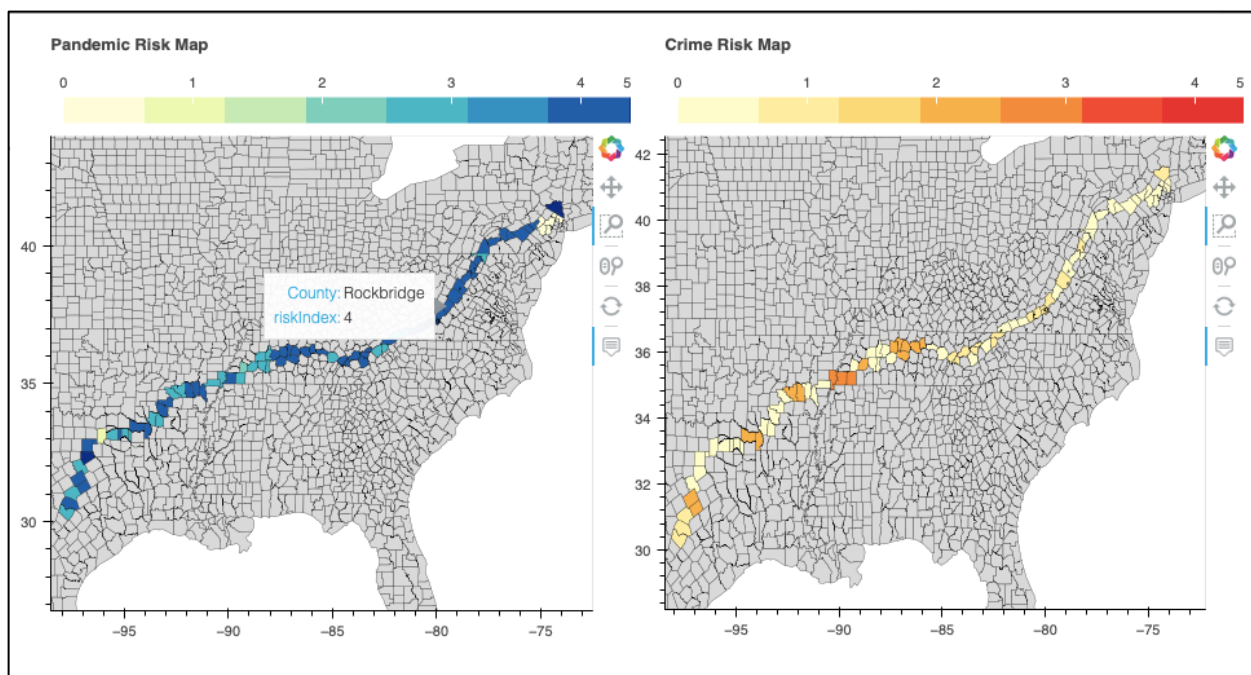 Pandemic Risk Map
0 1 2 3 4 5
40
35
30
−95 −90 −85 −80 −75
County: Rockbridge
riskIndex: 4
Crime Risk Map
0 1 2 3 4 5
42
40
38
36
34
32
30
−95 −90 −85 −80 −75